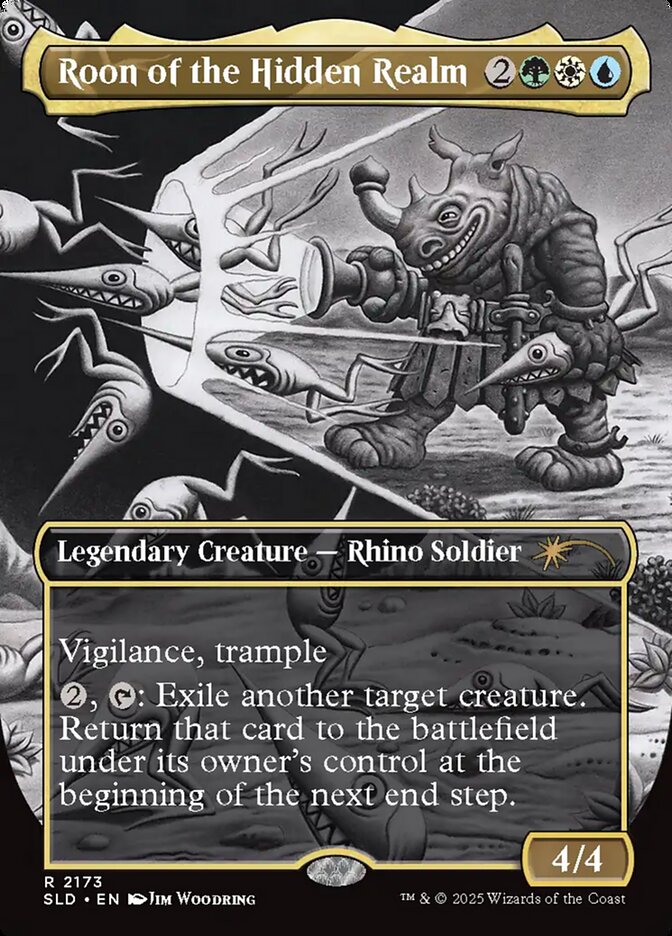 Roon of the Hidden Realm 2
Legendary Creature — Rhino Soldier
Vigilance, trample
2, : Exile another target creature.
Return that card to the battlefield
under its owner's control at the
beginning of the next end step.
4/4
R 2173
SLD • EN Jim Woodring
™ & © 2025 Wizards of the Coast